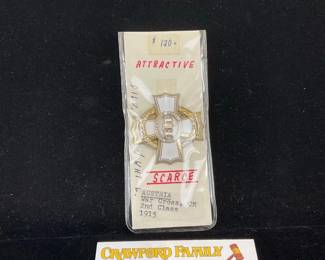 $ 120.
ATTRACTIVE
SCARCE
AUSTRIA
War Cross,
2nd Class
1915
CRAWFORD FAMILY